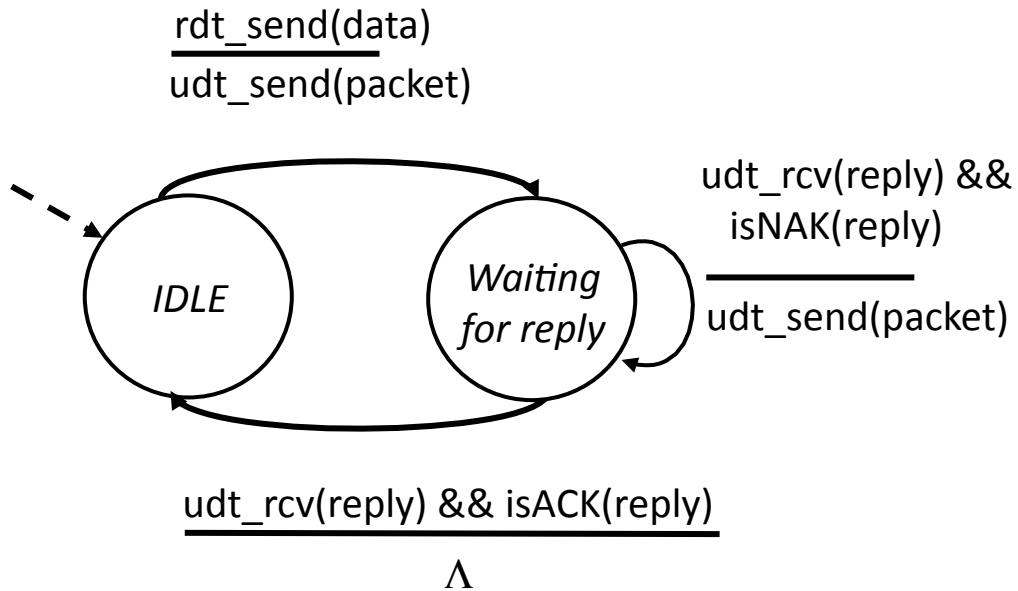 rdt_send(data)
udt_send(packet)
udt_rcv(reply) &&
isNAK(reply)
udt_send(packet)
IDLE
Waiting
for reply
udt_rcv(reply) && isACK(reply)
Λ